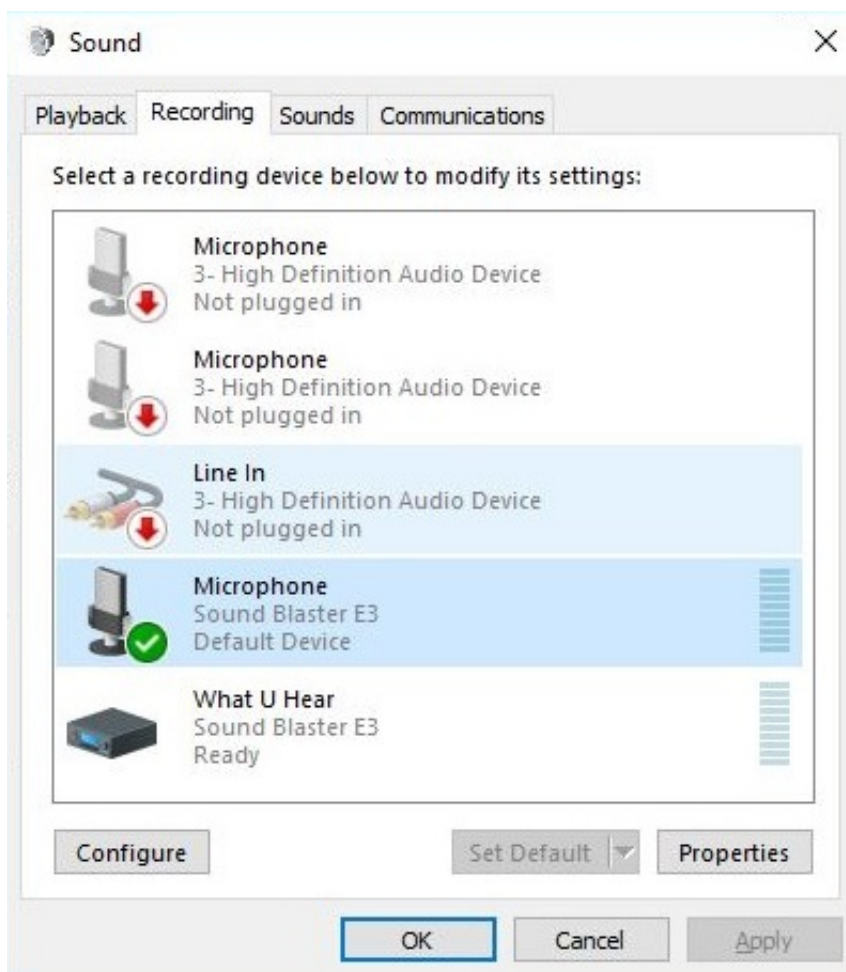 Sound
Playback Recording Sounds Communications
Select a recording device below to modify its settings:
Microphone
3- High Definition Audio Device
Not plugged in
Microphone
3- High Definition Audio Device
Not plugged in
Line In
3- High Definition Audio Device
Not plugged in
Microphone
Sound Blaster E3
Default Device
What U Hear
Sound Blaster E3
Ready
Configure Set Default Properties
OK Cancel Apply